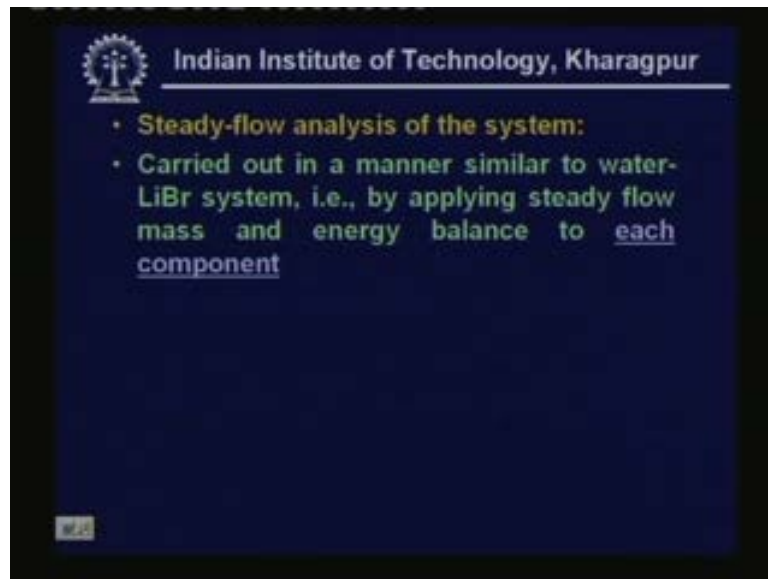 Indian Institute of Technology, Kharagpur
• Steady-flow analysis of the system:
• Carried out in a manner similar to water-
LiBr system, i.e., by applying steady flow
mass and energy balance to each
component